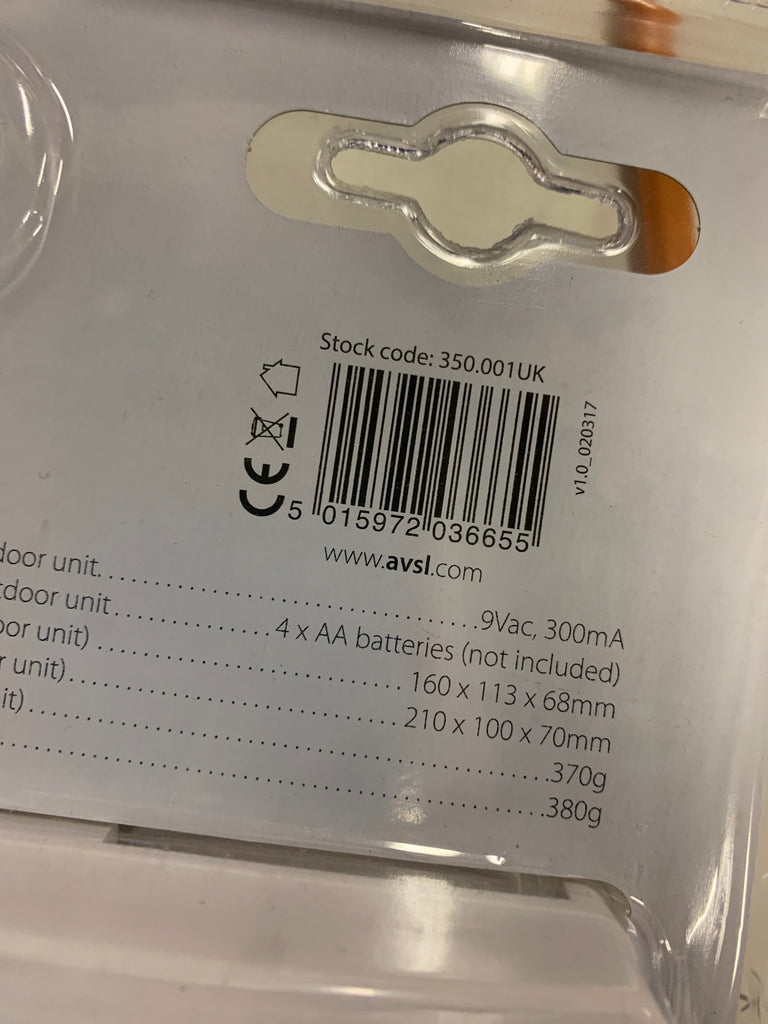 Stock code: 350.001UK
v1.0_020317
CE
5 015972 036655
www.avsl.com
door unit. . . . . . . . . . . . . . . . . . . . . . . . . . . . . . . . . . . . . 9Vac, 300mA
tdoor unit . . . . . . . . . . . . . . 4 x AA batteries (not included)
oor unit) . . . . . . . . . . . . . . . . . . . . . . . . . . . . 160 x 113 x 68mm
r unit) . . . . . . . . . . . . . . . . . . . . . . . . . . . . . . 210 x 100 x 70mm
it) . . . . . . . . . . . . . . . . . . . . . . . . . . . . . . . . . . . . . . . . . . . . . 370g
. . . . . . . . . . . . . . . . . . . . . . . . . . . . . . . . . . . . . . . . . . . . . . . . 380g